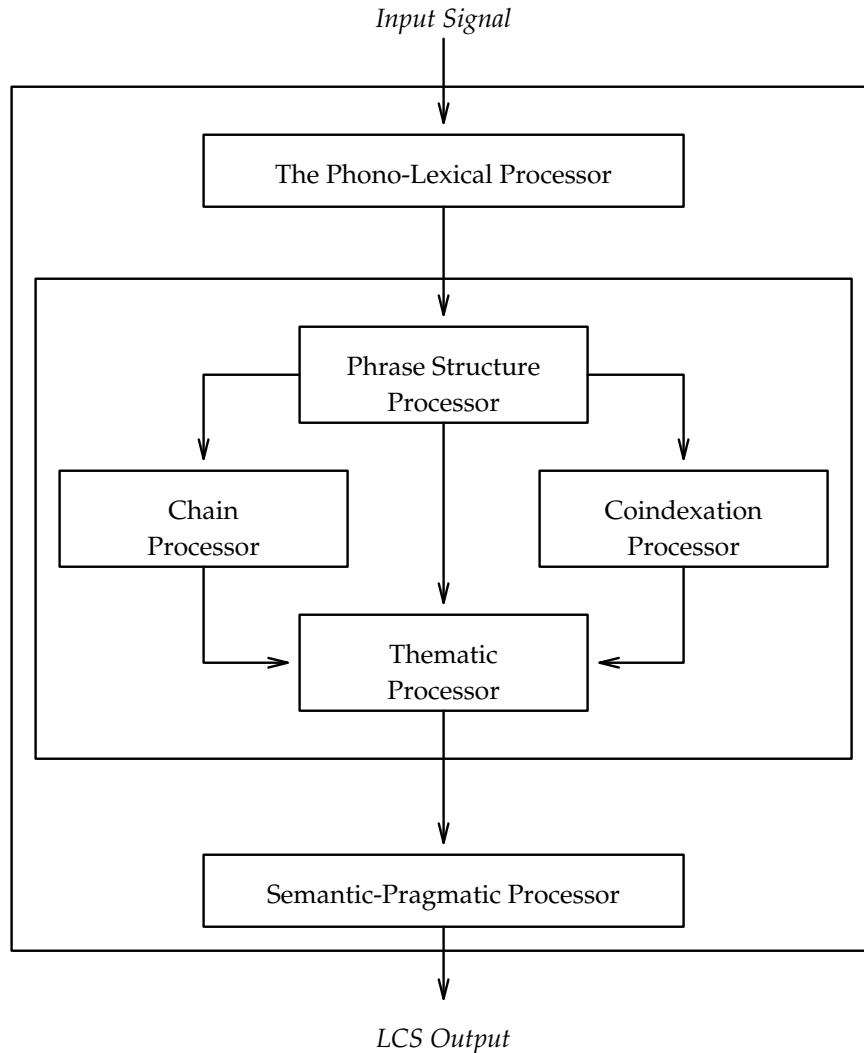 Input Signal
The Phono-Lexical Processor
Phrase Structure
Processor
Chain
Processor
Coindexation
Processor
Thematic
Processor
Semantic-Pragmatic Processor
LCS Output